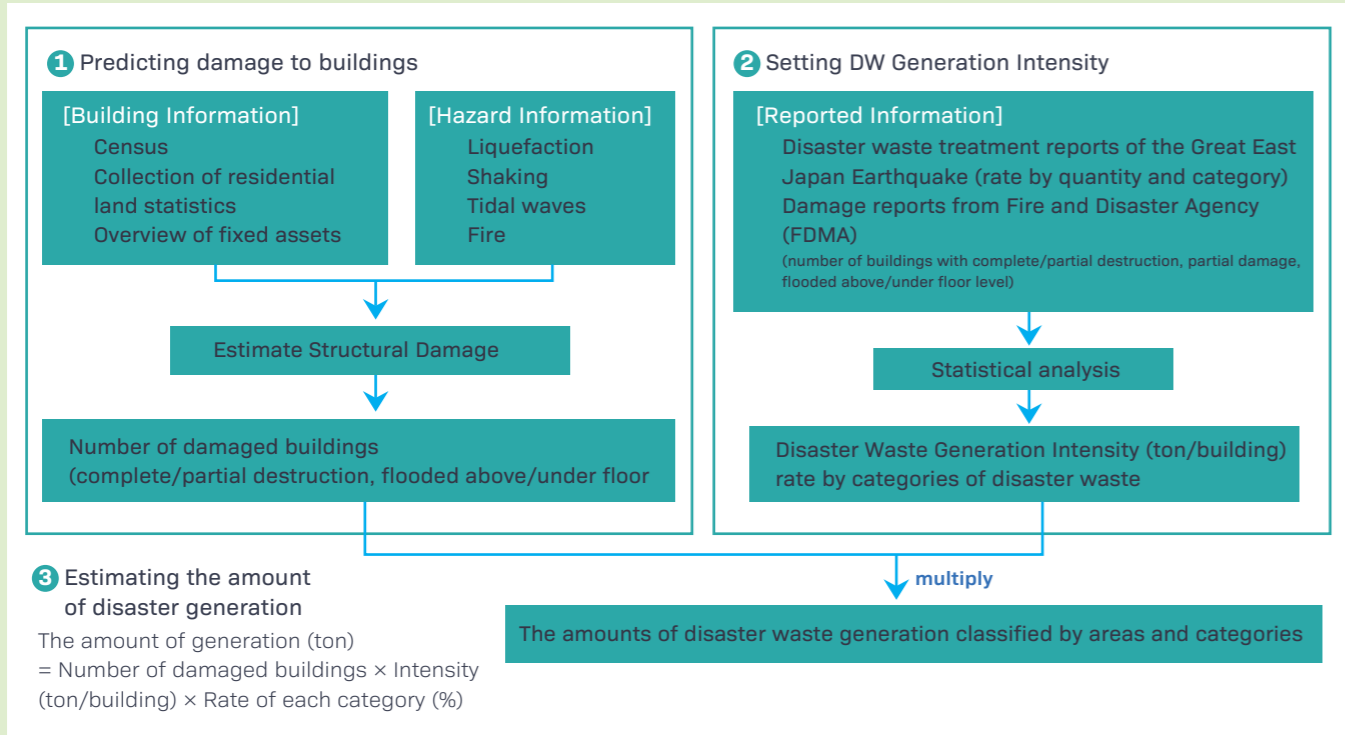 1 Predicting damage to buildings
[Building Information]
Census
Collection of residential
land statistics
Overview of fixed assets
[Hazard Information]
Liquefaction
Shaking
Tidal waves
Fire
Estimate Structural Damage
Number of damaged buildings
(complete/partial destruction, flooded above/under floor
2 Setting DW Generation Intensity
[Reported Information]
Disaster waste treatment reports of the Great East
Japan Earthquake (rate by quantity and category)
Damage reports from Fire and Disaster Agency
(FDMA)
(number of buildings with complete/partial destruction, partial damage,
flooded above/under floor level)
Statistical analysis
Disaster Waste Generation Intensity (ton/building)
rate by categories of disaster waste
3 Estimating the amount
of disaster generation
The amount of generation (ton)
= Number of damaged buildings × Intensity
(ton/building) × Rate of each category (%)
multiply
The amounts of disaster waste generation classified by areas and categories